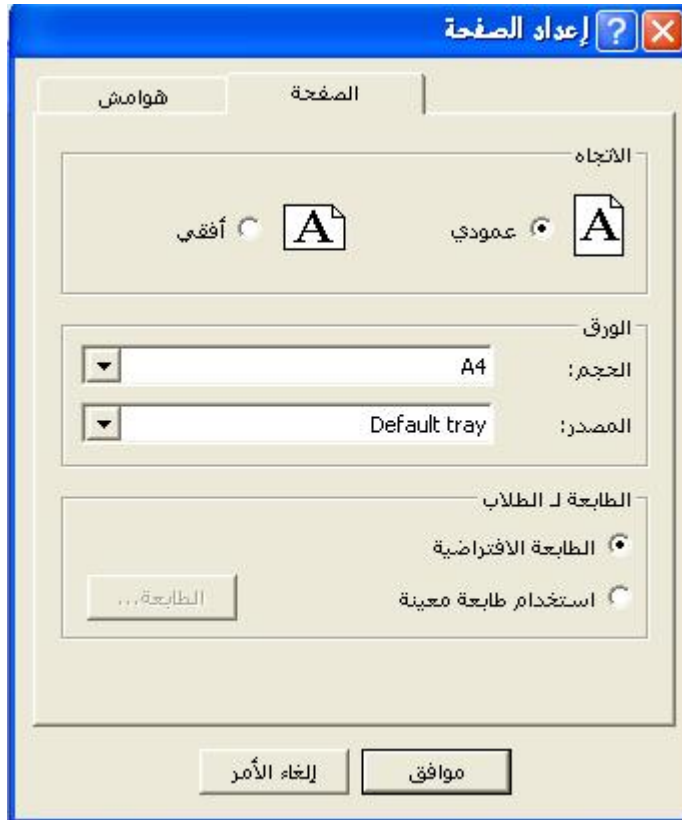 إعداد الصفحة
الصفحة
هوامش
الاتجاه
A عمودي
A أفقي
الورق
الحجم: A4
المصدر: Default tray
الطابعة لـ الطلاب
الطابعة الافتراضية
استخدام طابعة معينة
الطابعة...
موافق
إلغاء الأمر